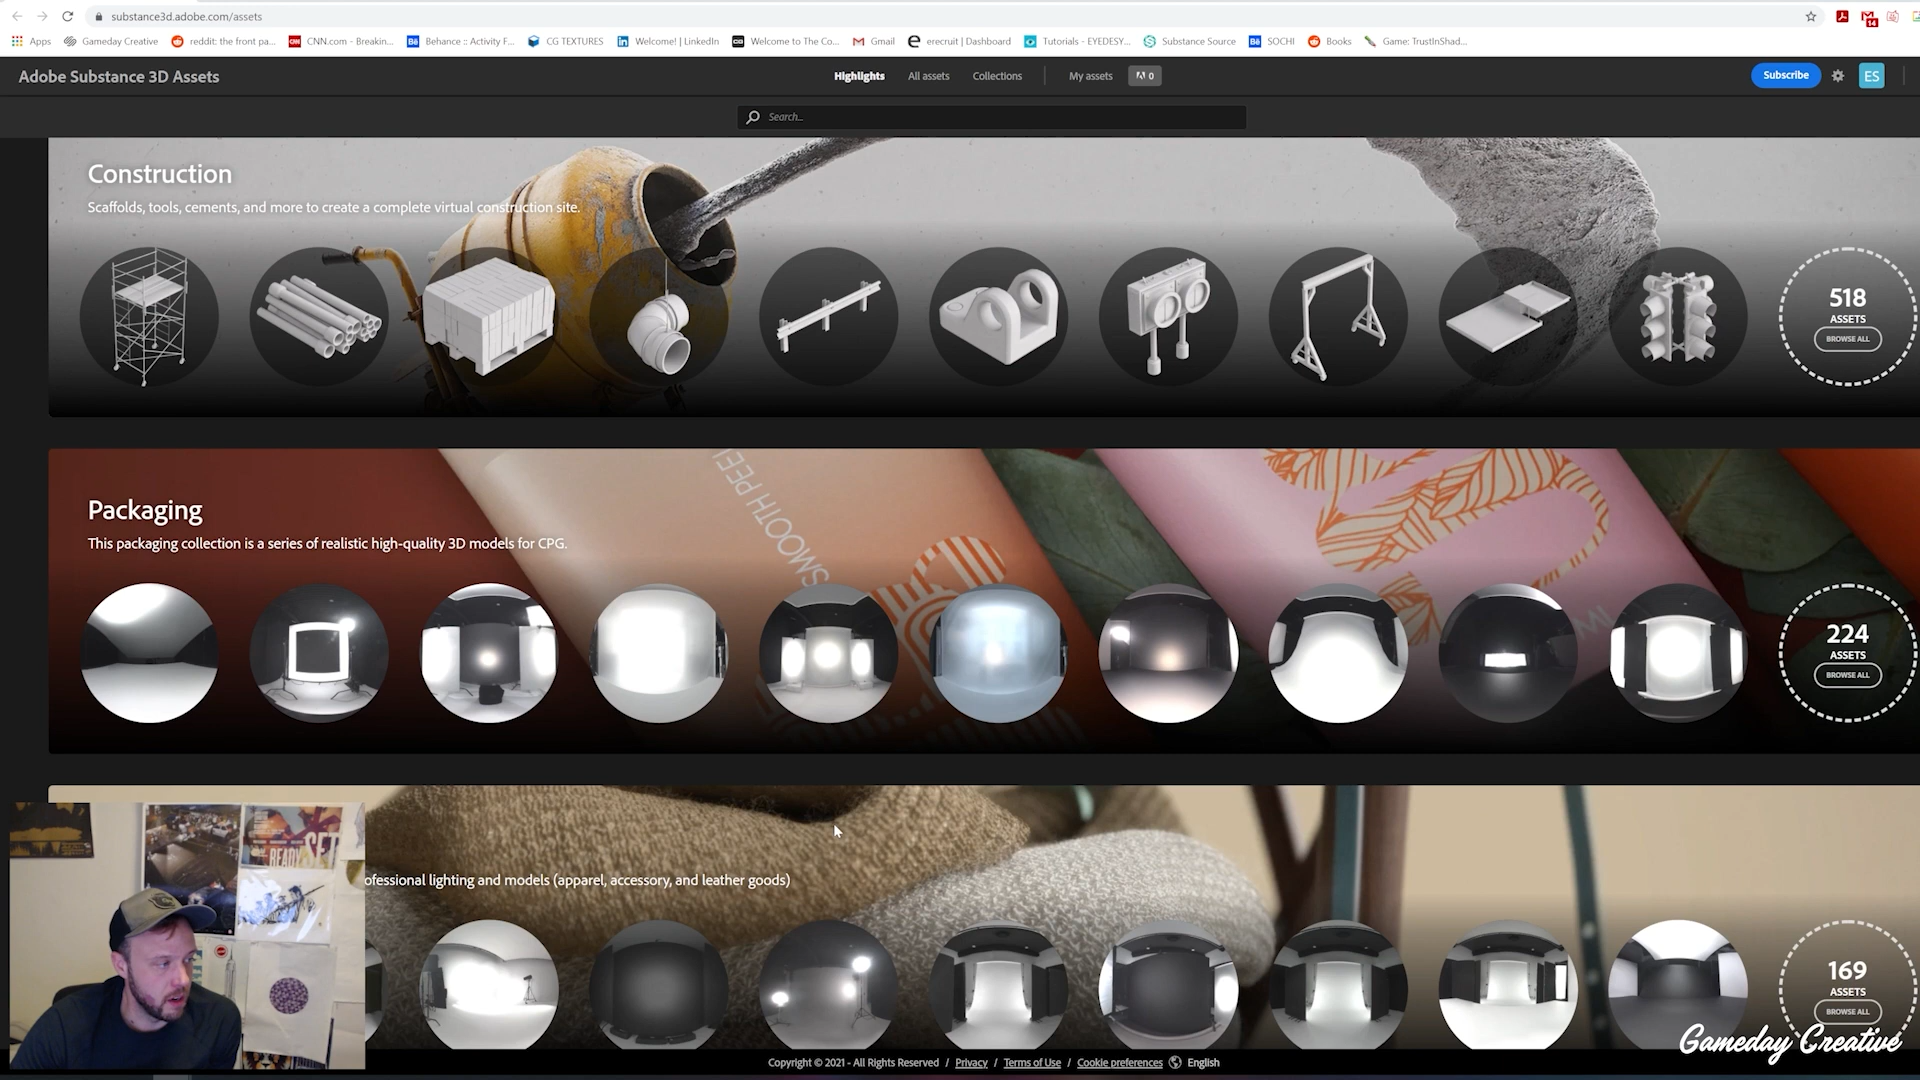 substance3d.adobe.com/assets
Apps
Gameday Creative
reddit: the front pa...
CNN.com - Breakin...
Behance :: Activity F...
CG TEXTURES
Welcome! | LinkedIn
Welcome to The Co...
Gmail
erecruit | Dashboard
Tutorials - EYEDESY...
Substance Source
SOCHI
Books
Game: TrustInShad...
Adobe Substance 3D Assets
Highlights
All assets
Collections
My assets
0
Subscribe
ES
Search...
Construction
Scaffolds, tools, cements, and more to create a complete virtual construction site.
518
ASSETS
BROWSE ALL
SMOOTH PEEL
Packaging
This packaging collection is a series of realistic high-quality 3D models for CPG.
224
ASSETS
BROWSE ALL
ofessional lighting and models (apparel, accessory, and leather goods)
READY SET
169
ASSETS
BROWSE ALL
Gameday Creative
Copyright © 2021 - All Rights Reserved / Privacy / Terms of Use / Cookie preferences English